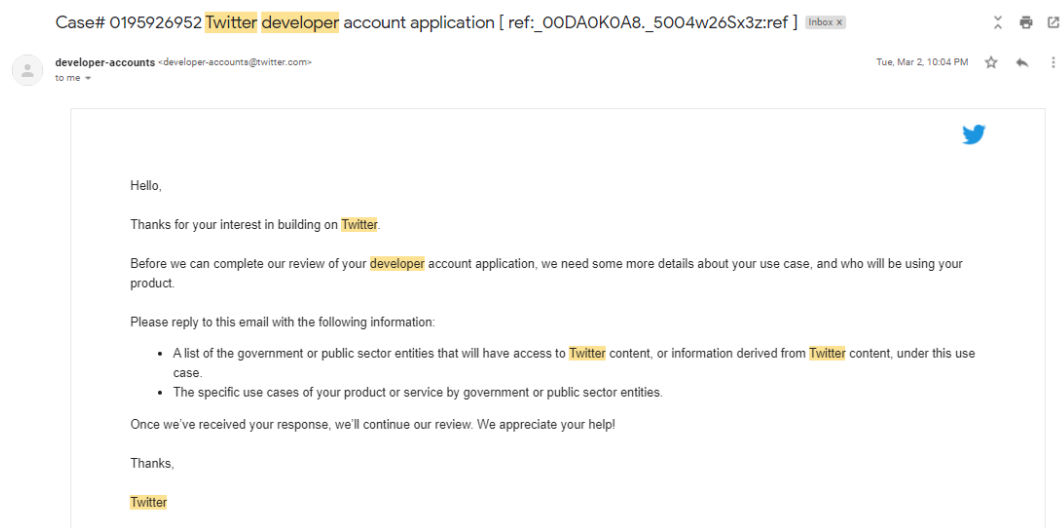 Case# 0195926952 Twitter developer account application [ ref:_00DA0K0A8._5004w26Sx3z:ref ] Inbox x
developer-accounts <developer-accounts@twitter.com> Tue, Mar 2, 10:04 PM
to me
Hello,
Thanks for your interest in building on Twitter.
Before we can complete our review of your developer account application, we need some more details about your use case, and who will be using your
product.
Please reply to this email with the following information:
• A list of the government or public sector entities that will have access to Twitter content, or information derived from Twitter content, under this use
case.
• The specific use cases of your product or service by government or public sector entities.
Once we've received your response, we'll continue our review. We appreciate your help!
Thanks,
Twitter